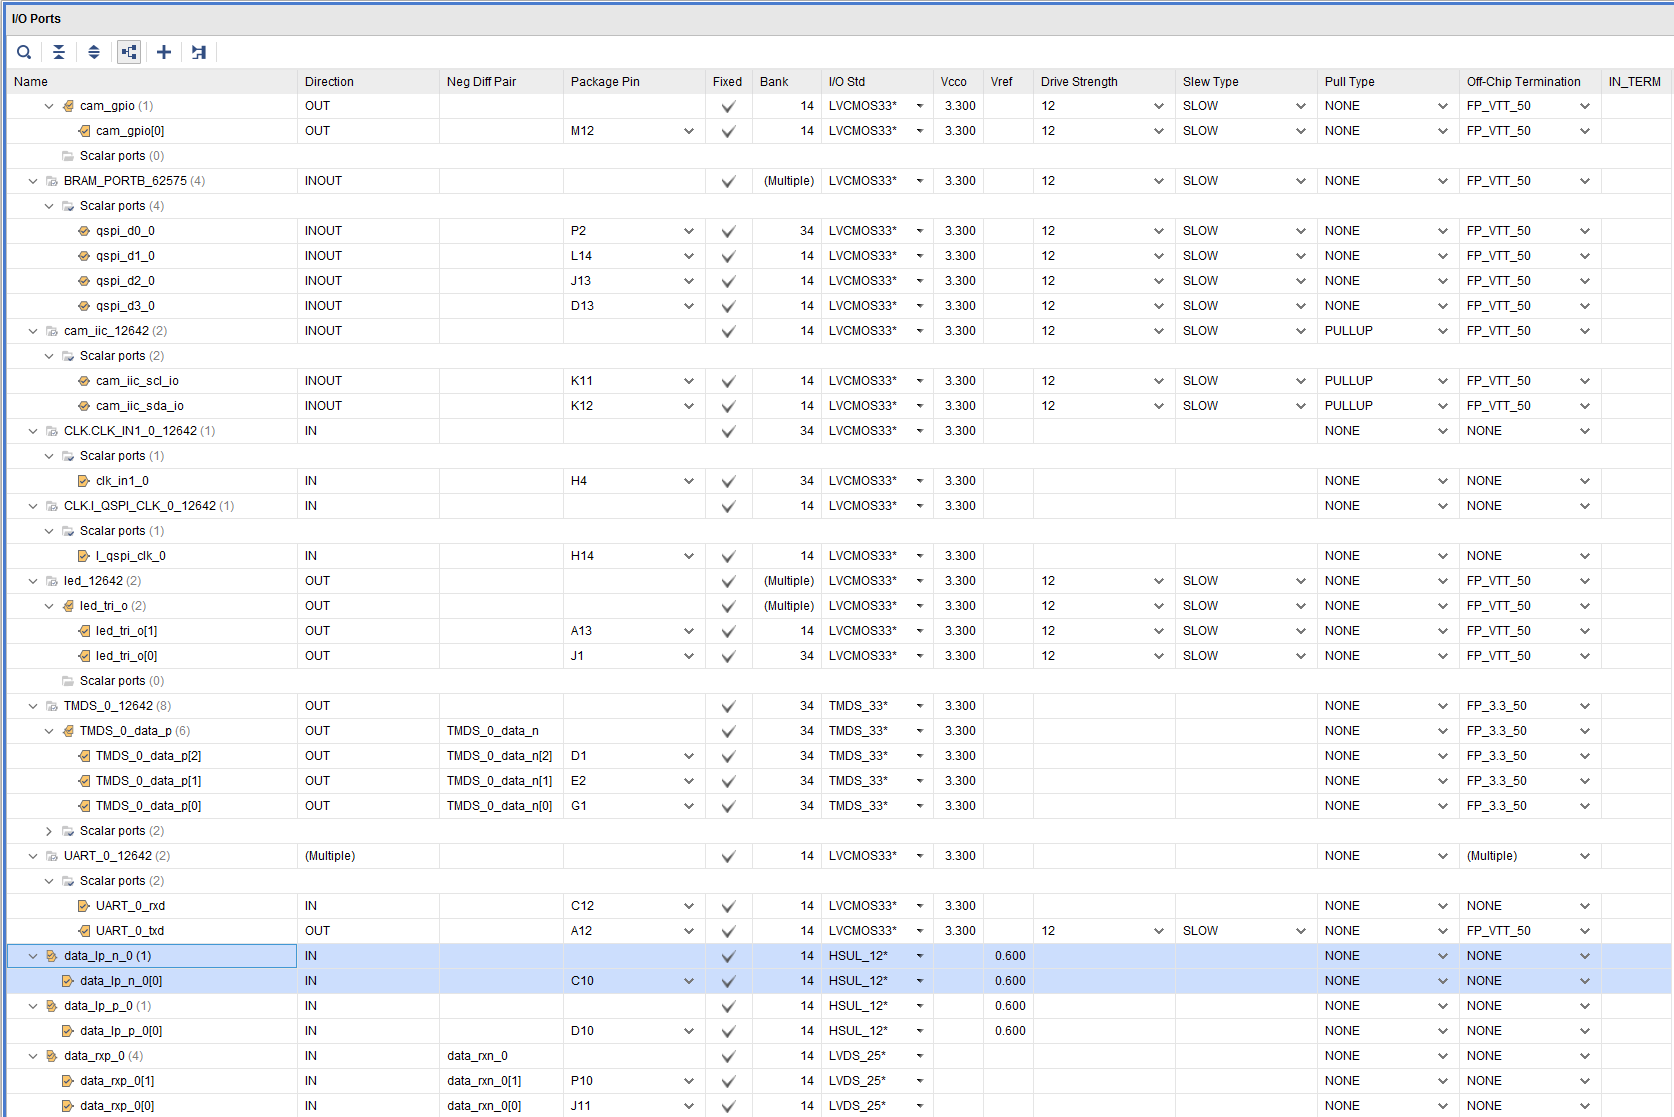 I/O Ports
Name Direction Neg Diff Pair Package Pin Fixed Bank I/O Std Vcco Vref Drive Strength Slew Type Pull Type Off-Chip Termination IN_TERM
cam_gpio (1) OUT 14 LVCMOS33* 3.300 12 SLOW NONE FP_VTT_50
cam_gpio[0] OUT M12 14 LVCMOS33* 3.300 12 SLOW NONE FP_VTT_50
Scalar ports (0)
BRAM_PORTB_62575 (4) INOUT (Multiple) LVCMOS33* 3.300 12 SLOW NONE FP_VTT_50
Scalar ports (4)
qspi_d0_0 INOUT P2 34 LVCMOS33* 3.300 12 SLOW NONE FP_VTT_50
qspi_d1_0 INOUT L14 14 LVCMOS33* 3.300 12 SLOW NONE FP_VTT_50
qspi_d2_0 INOUT J13 14 LVCMOS33* 3.300 12 SLOW NONE FP_VTT_50
qspi_d3_0 INOUT D13 14 LVCMOS33* 3.300 12 SLOW NONE FP_VTT_50
cam_iic_12642 (2) INOUT 14 LVCMOS33* 3.300 12 SLOW PULLUP FP_VTT_50
Scalar ports (2)
cam_iic_scl_io INOUT K11 14 LVCMOS33* 3.300 12 SLOW PULLUP FP_VTT_50
cam_iic_sda_io INOUT K12 14 LVCMOS33* 3.300 12 SLOW PULLUP FP_VTT_50
CLK.CLK_IN1_0_12642 (1) IN 34 LVCMOS33* 3.300 NONE NONE
Scalar ports (1)
clk_in1_0 IN H4 34 LVCMOS33* 3.300 NONE NONE
CLK.I_QSPI_CLK_0_12642 (1) IN 14 LVCMOS33* 3.300 NONE NONE
Scalar ports (1)
I_qspi_clk_0 IN H14 14 LVCMOS33* 3.300 NONE NONE
led_12642 (2) OUT (Multiple) LVCMOS33* 3.300 12 SLOW NONE FP_VTT_50
led_tri_o (2) OUT (Multiple) LVCMOS33* 3.300 12 SLOW NONE FP_VTT_50
led_tri_o[1] OUT A13 14 LVCMOS33* 3.300 12 SLOW NONE FP_VTT_50
led_tri_o[0] OUT J1 34 LVCMOS33* 3.300 12 SLOW NONE FP_VTT_50
Scalar ports (0)
TMDS_0_12642 (8) OUT 34 TMDS_33* 3.300 NONE FP_3.3_50
TMDS_0_data_p (6) OUT TMDS_0_data_n 34 TMDS_33* 3.300 NONE FP_3.3_50
TMDS_0_data_p[2] OUT TMDS_0_data_n[2] D1 34 TMDS_33* 3.300 NONE FP_3.3_50
TMDS_0_data_p[1] OUT TMDS_0_data_n[1] E2 34 TMDS_33* 3.300 NONE FP_3.3_50
TMDS_0_data_p[0] OUT TMDS_0_data_n[0] G1 34 TMDS_33* 3.300 NONE FP_3.3_50
Scalar ports (2)
UART_0_12642 (2) (Multiple) 14 LVCMOS33* 3.300 NONE (Multiple)
Scalar ports (2)
UART_0_rxd IN C12 14 LVCMOS33* 3.300 NONE NONE
UART_0_txd OUT A12 14 LVCMOS33* 3.300 12 SLOW NONE FP_VTT_50
data_lp_n_0 (1) IN 14 HSUL_12* 0.600 NONE NONE
data_lp_n_0[0] IN C10 14 HSUL_12* 0.600 NONE NONE
data_lp_p_0 (1) IN 14 HSUL_12* 0.600 NONE NONE
data_lp_p_0[0] IN D10 14 HSUL_12* 0.600 NONE NONE
data_rxp_0 (4) IN data_rxn_0 14 LVDS_25* NONE NONE
data_rxp_0[1] IN data_rxn_0[1] P10 14 LVDS_25* NONE NONE
data_rxp_0[0] IN data_rxn_0[0] J11 14 LVDS_25* NONE NONE